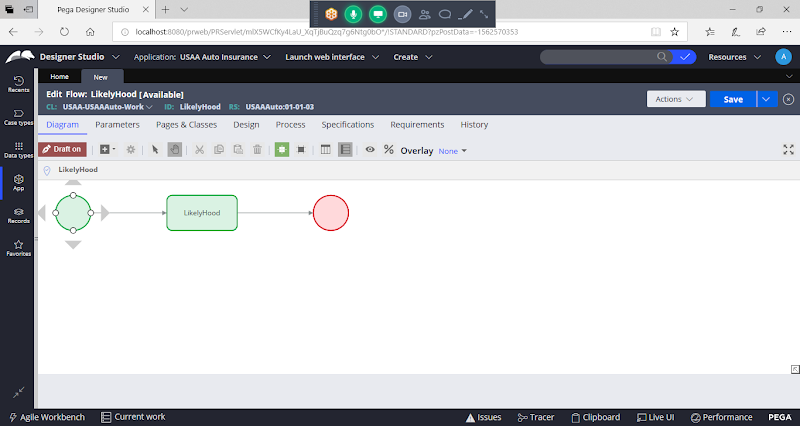 Pega Designer Studio
localhost:8080/prweb/PRServlet/mlX5WCfKy4LaU_XqTjBuQzq7g6Ntg0bO*/!STANDARD?pzPostData=-1562570353
Designer Studio Application: USAA Auto Insurance Launch web interface Create Resources A
Home New
Recents
Case types
Data types
App
Records
Favorites
Edit Flow: LikelyHood [Available]
CL: USAA-USAAAuto-Work ID: LikelyHood RS: USAAAuto:01-01-03
Actions Save
Diagram Parameters Pages & Classes Design Process Specifications Requirements History
Draft on Overlay None
LikelyHood
LikelyHood
Agile Workbench Current work Issues Tracer Clipboard Live UI Performance PEGA